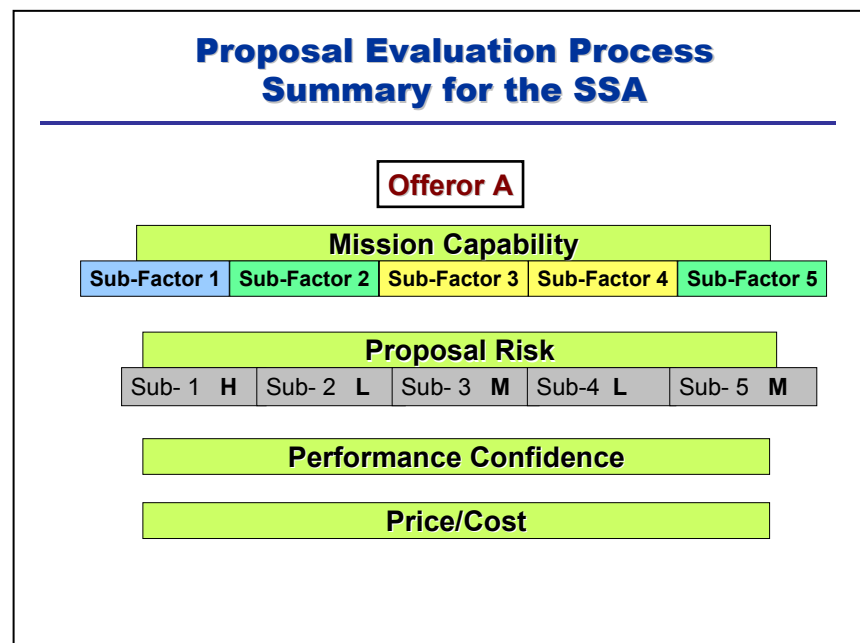 Proposal Evaluation Process
Summary for the SSA
Offeror A
Mission Capability
Sub-Factor 1 Sub-Factor 2 Sub-Factor 3 Sub-Factor 4 Sub-Factor 5
Proposal Risk
Sub- 1 H Sub- 2 L Sub- 3 M Sub-4 L Sub- 5 M
Performance Confidence
Price/Cost